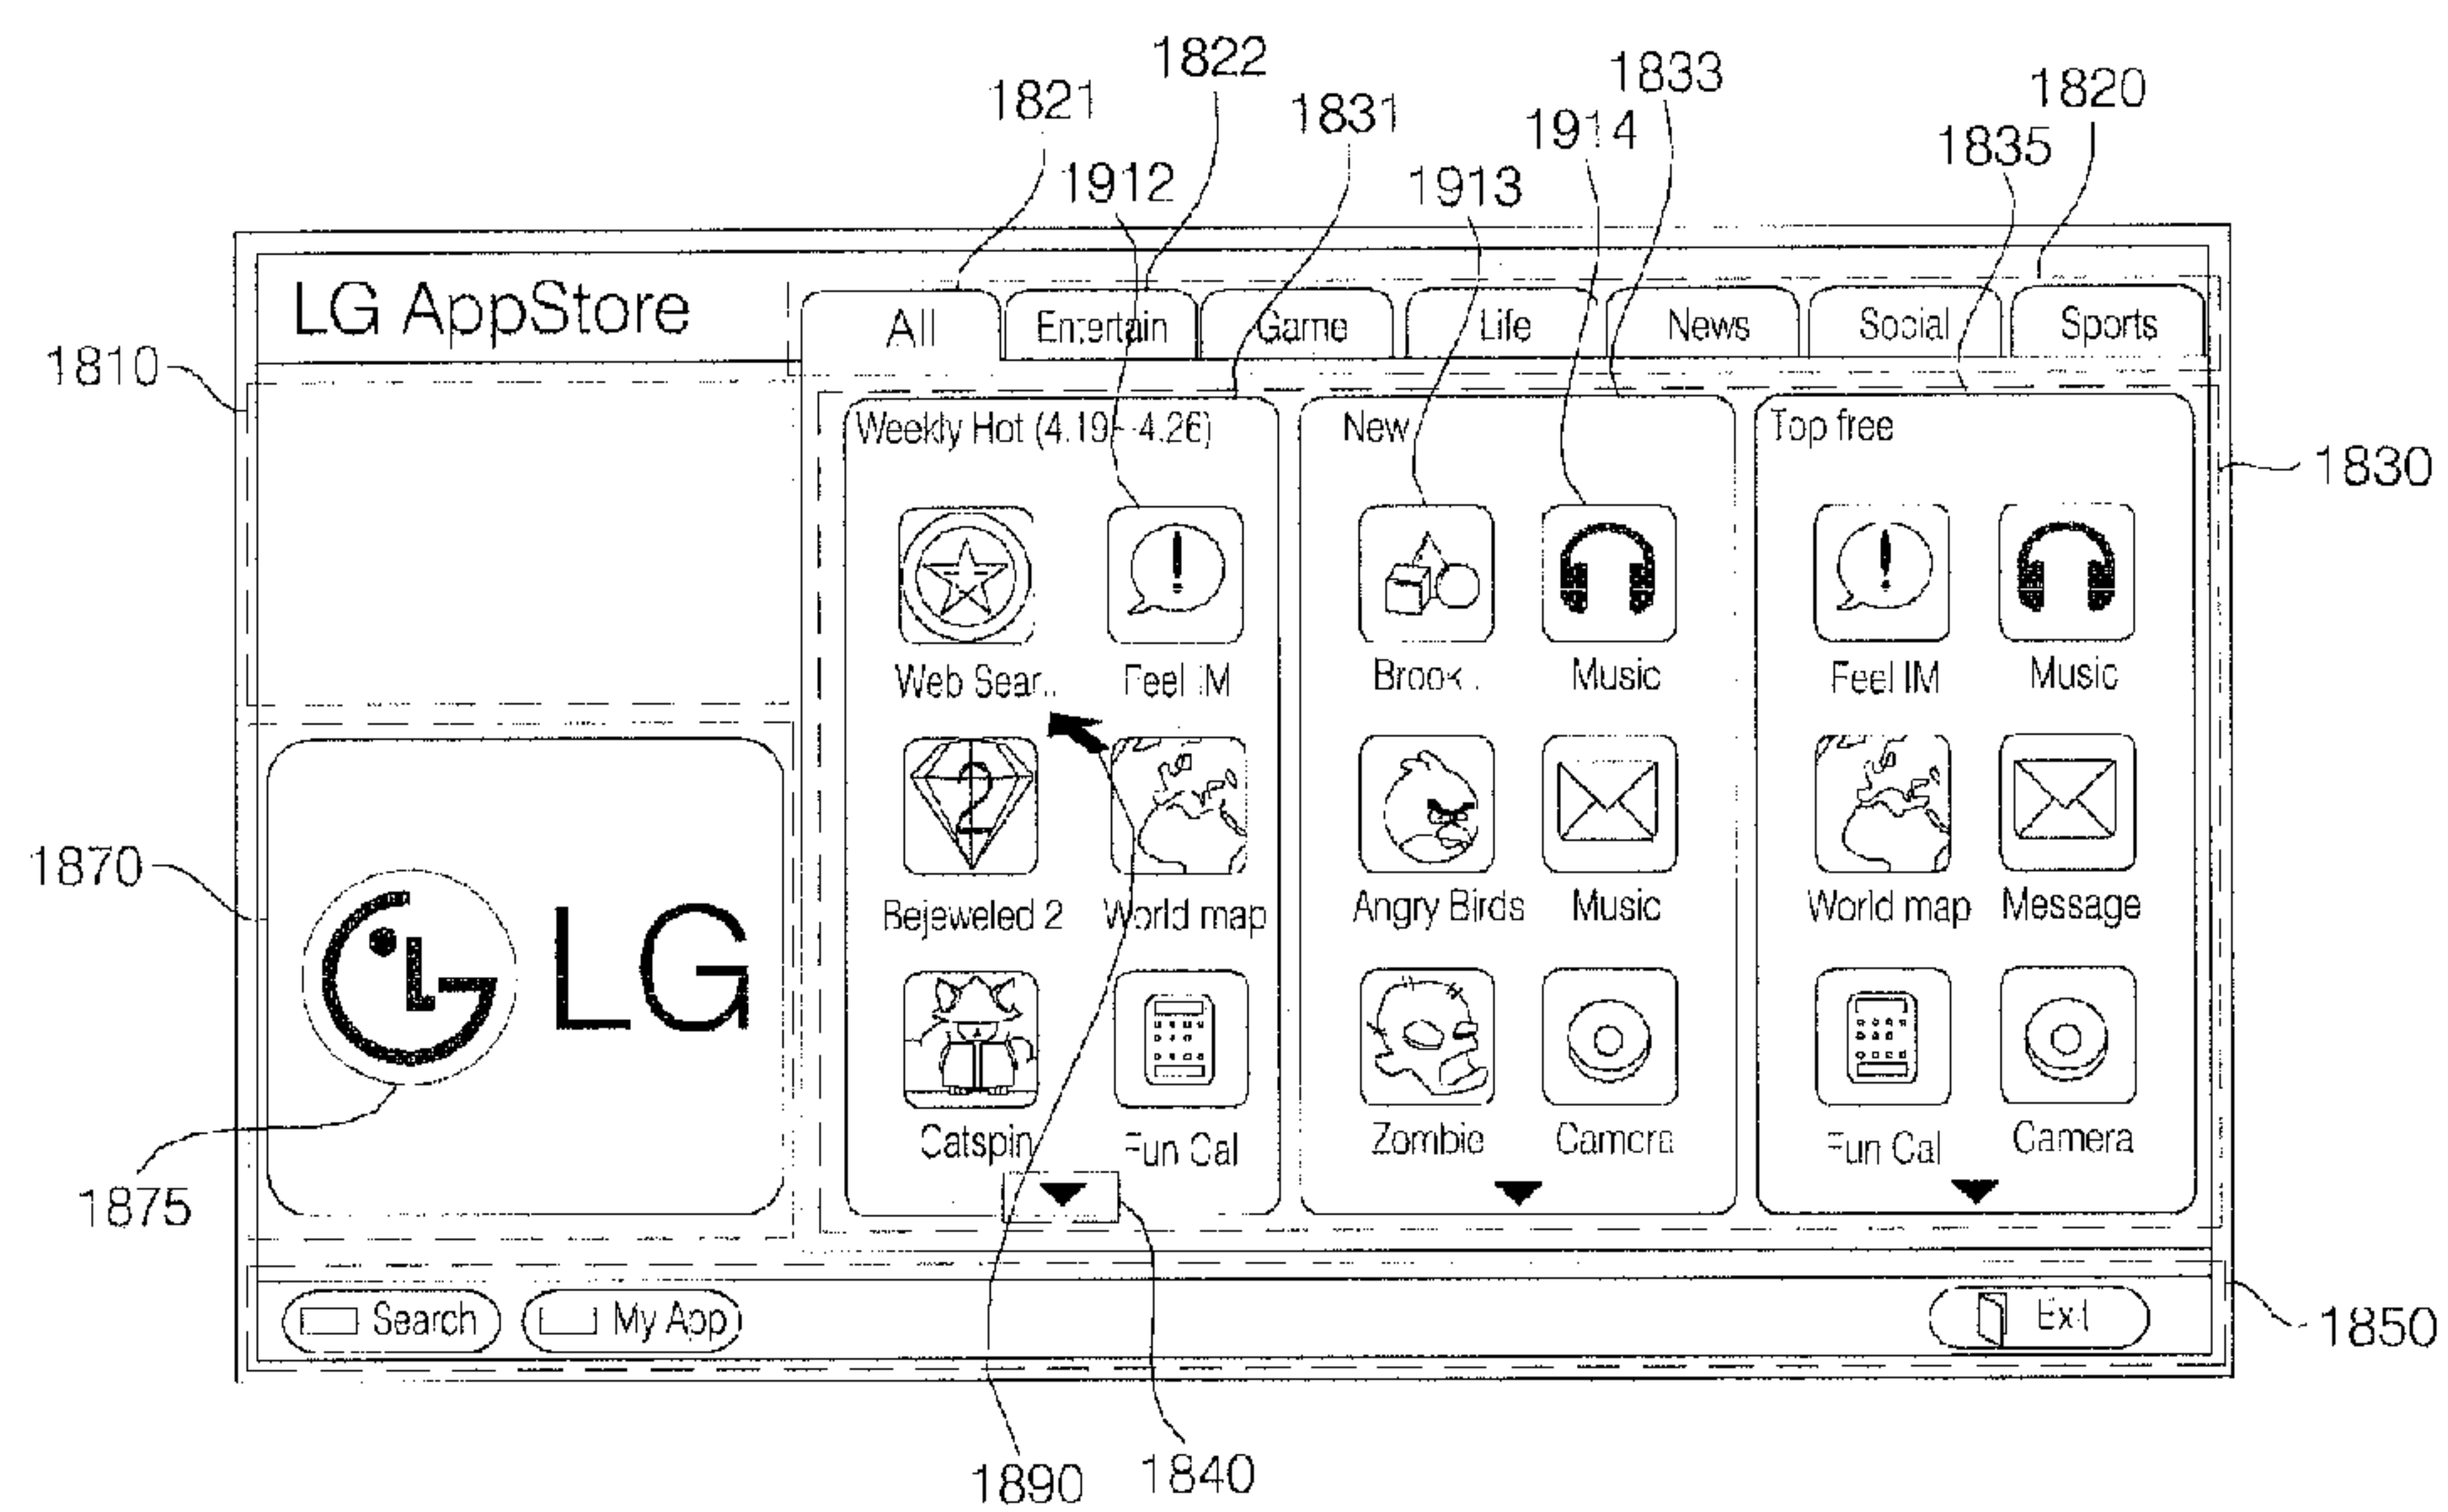 1822
1833
1821
1831
1820
1914
1835
1912
1913
LG AppStore
All
Entertain
Game
Life
News
Social
Sports
1810
Weekly Hot (4.19~4.26)
New
Top free
1830
Web Sear..
Feel IM
Brook..
Music
Feel IM
Music
1870
LG
Bejeweled 2
World map
Angry Birds
Music
World map
Message
Catspin
Fun Cal
Zombie
Camera
Fun Cal
Camera
1875
Search
My App
Exit
1850
1890
1840